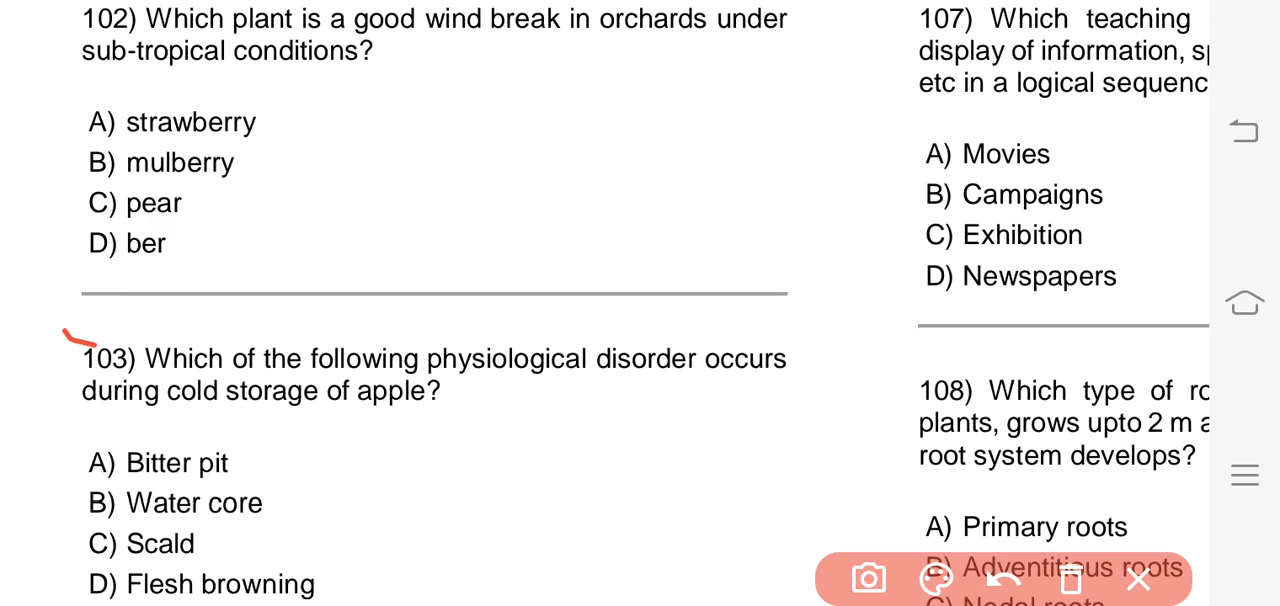 102) Which plant is a good wind break in orchards under
sub-tropical conditions?
A) strawberry
B) mulberry
C) pear
D) ber
103) Which of the following physiological disorder occurs
during cold storage of apple?
A) Bitter pit
B) Water core
C) Scald
D) Flesh browning
107) Which teaching
display of information,
etc in a logical
A) Movies
B) Campaigns
C) Exhibition
D) Newspapers
108) Which type of
plants, grows upto 2 m
root system develops?
A) Primary roots
B) Adventitious roots
C) Nodal roots